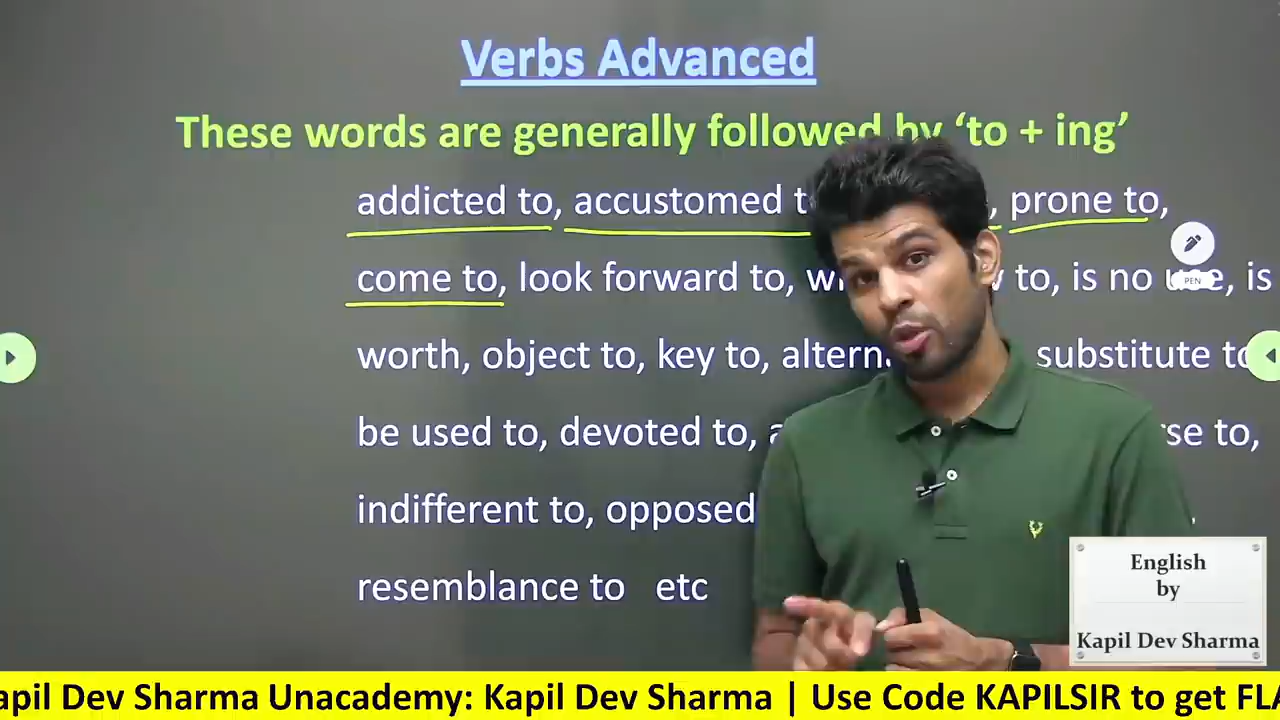 Verbs Advanced
These words are generally followed by ‘to + ing’
addicted to, accustomed t , prone to,
come to, look forward to, to, is no use, is
PEN
worth, object to, key to, substitute to
be used to, devoted to, to,
indifferent to, opposed
resemblance to etc
English
by
Kapil Dev Sharma
apil Dev Sharma Unacademy: Kapil Dev Sharma | Use Code KAPILSIR to get FLA